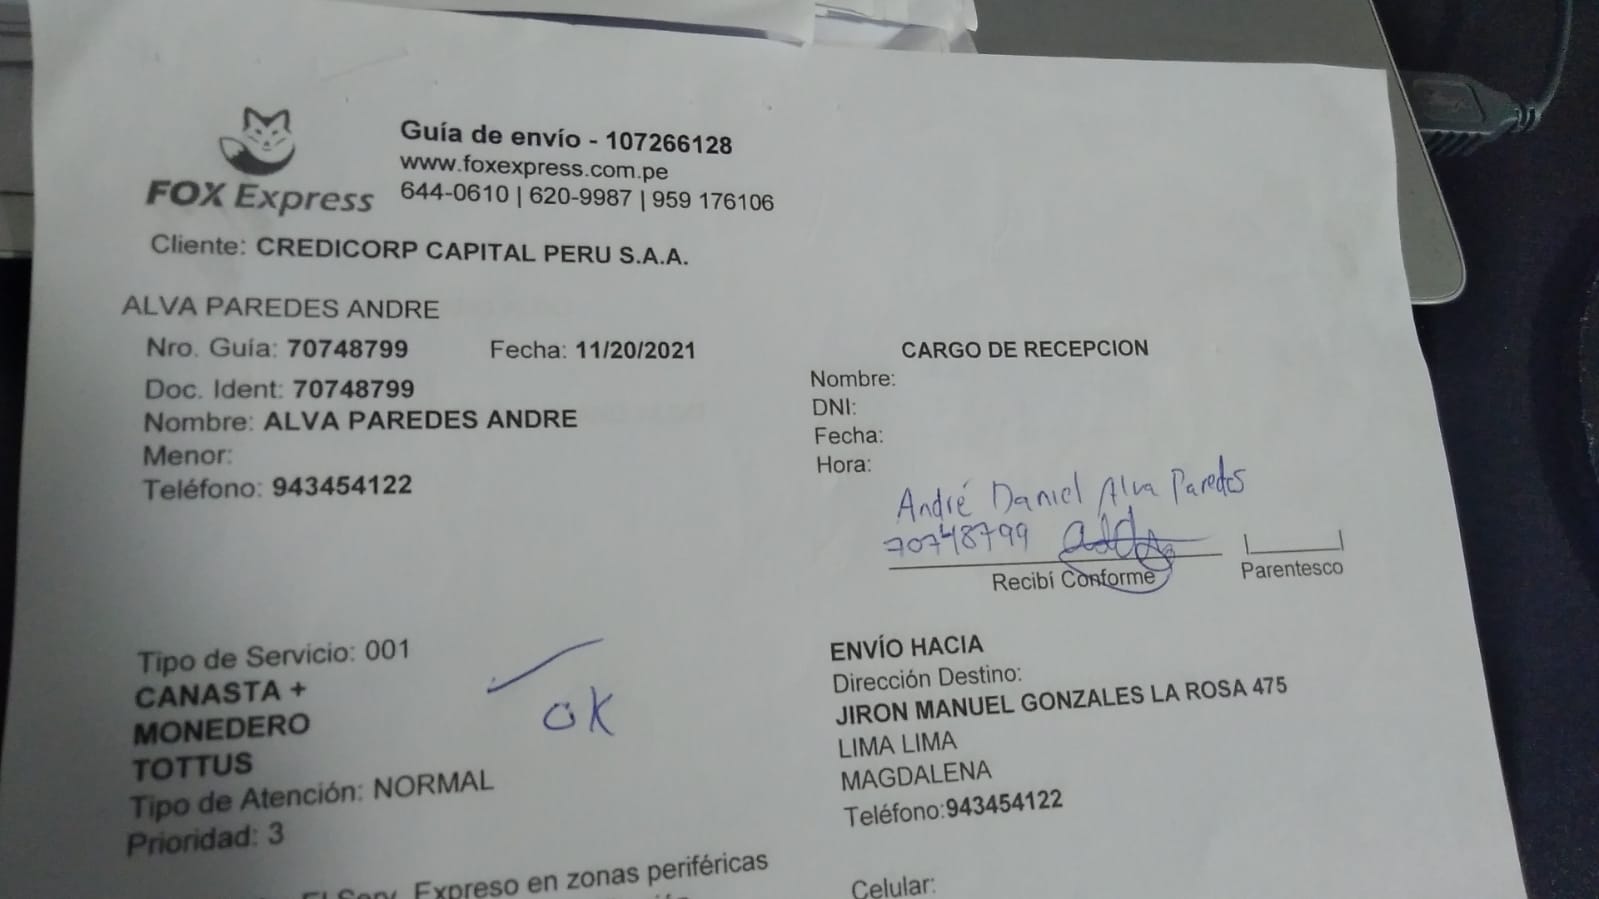 FOX Express
Guía de envío - 107266128
www.foxexpress.com.pe
644-0610 | 620-9987 | 959 176106
Cliente: CREDICORP CAPITAL PERU S.A.A.
ALVA PAREDES ANDRE
Nro. Guía: 70748799 Fecha: 11/20/2021
Doc. Ident: 70748799
Nombre: ALVA PAREDES ANDRE
Menor:
Teléfono: 943454122
CARGO DE RECEPCION
Nombre:
DNI:
Fecha:
Hora:
André Daniel Alva Paredes
70748799
Recibí Conforme
Parentesco
Tipo de Servicio: 001
CANASTA +
MONEDERO
TOTTUS
OK
Tipo de Atención: NORMAL
Prioridad: 3
ENVÍO HACIA
Dirección Destino:
JIRON MANUEL GONZALES LA ROSA 475
LIMA LIMA
MAGDALENA
Teléfono:943454122
El Serv. Expreso en zonas periféricas
Celular: